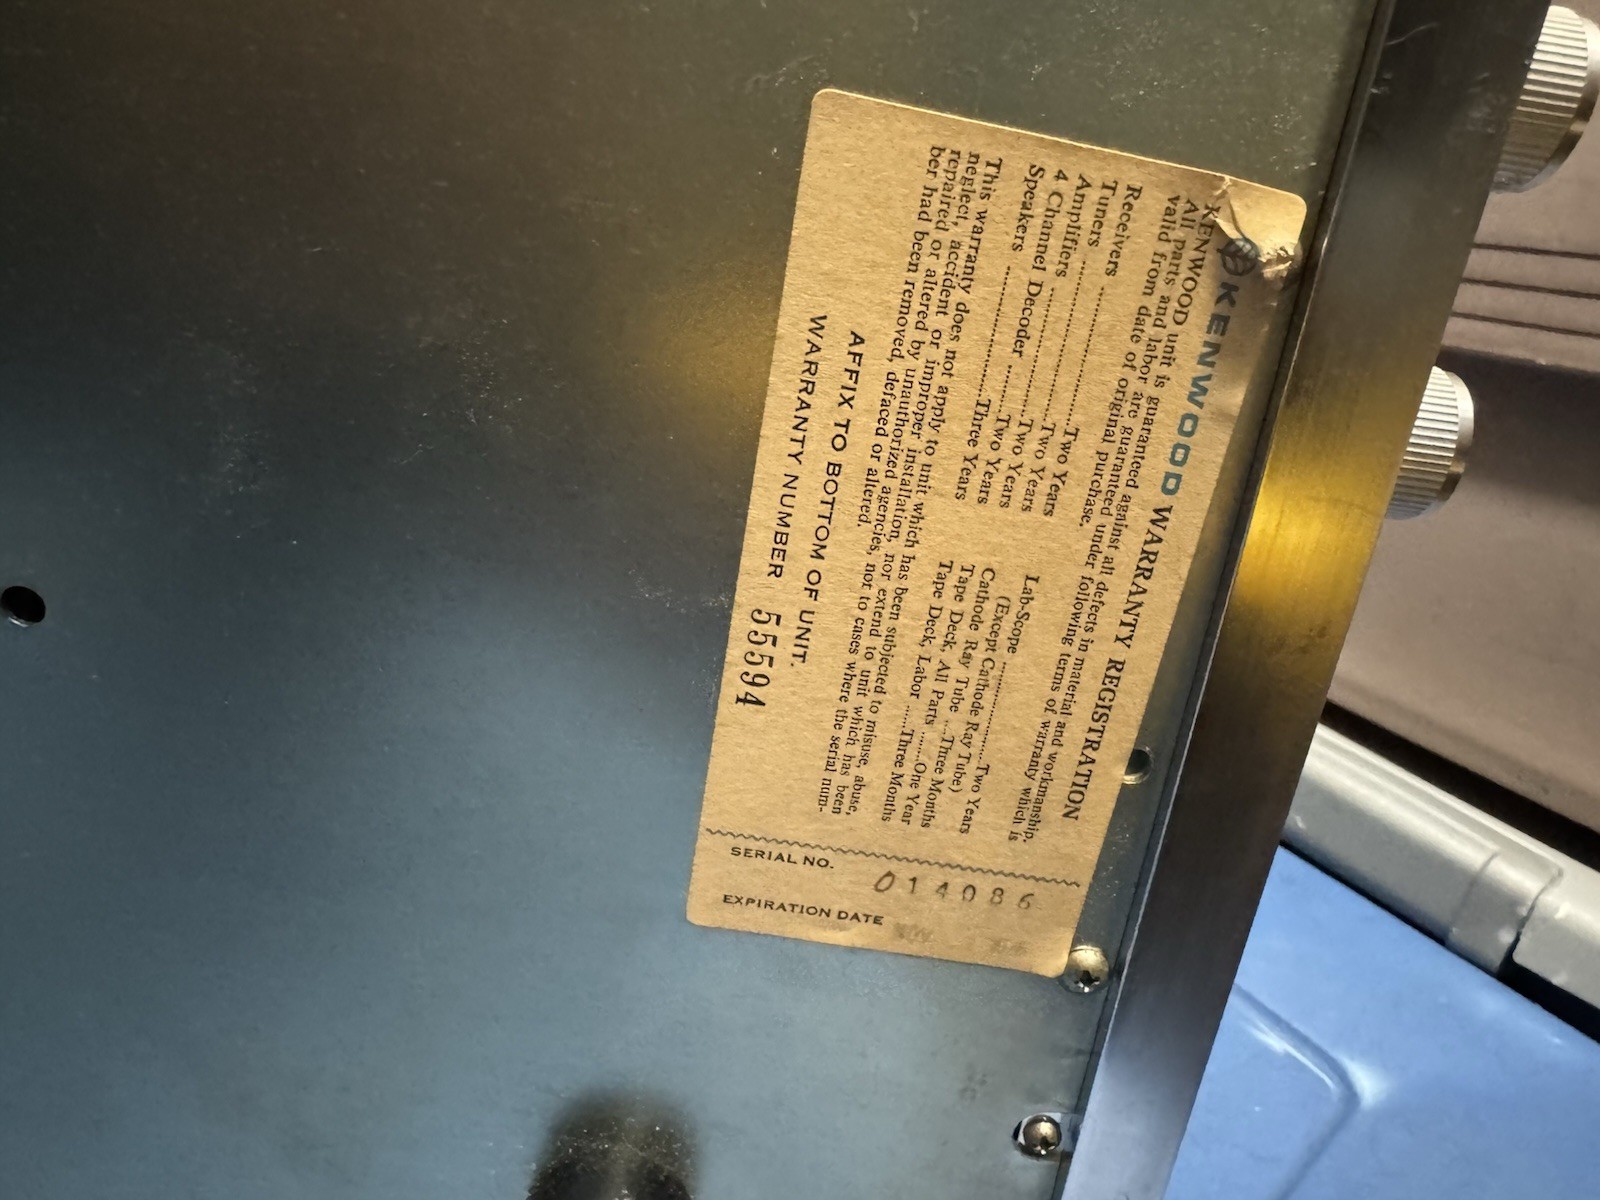 KENWOOD WARRANTY REGISTRATION
KENWOOD unit is guaranteed against all defects in material and workmanship.
All parts and labor are guaranteed under following terms of warranty which is
valid from date of original purchase.
Receivers ........Two Years
Tuners ........Two Years
Amplifiers ........Two Years
4 Channel Decoder ........Two Years
Speakers ........Three Years
Lab-Scope ........Two Years
(Except Cathode Ray Tube)
Cathode Ray Tube ...Three Months
Tape Deck, All Parts ........One Year
Tape Deck, Labor ......Three Months
This warranty does not apply to unit which has been subjected to misuse, abuse,
neglect, accident or improper installation, nor extend to unit which has been
repaired or altered by unauthorized agencies, nor to cases where the serial num-
ber had been removed, defaced or altered.
AFFIX TO BOTTOM OF UNIT.
WARRANTY NUMBER 55594
SERIAL NO. 014086
EXPIRATION DATE